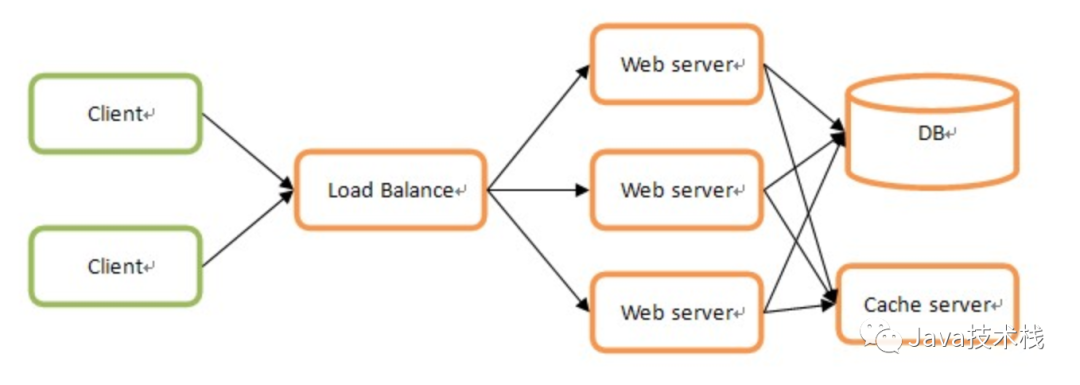 Client
Client
Load Balance
Web server
Web server
Web server
DB
Cache server
Java技术栈